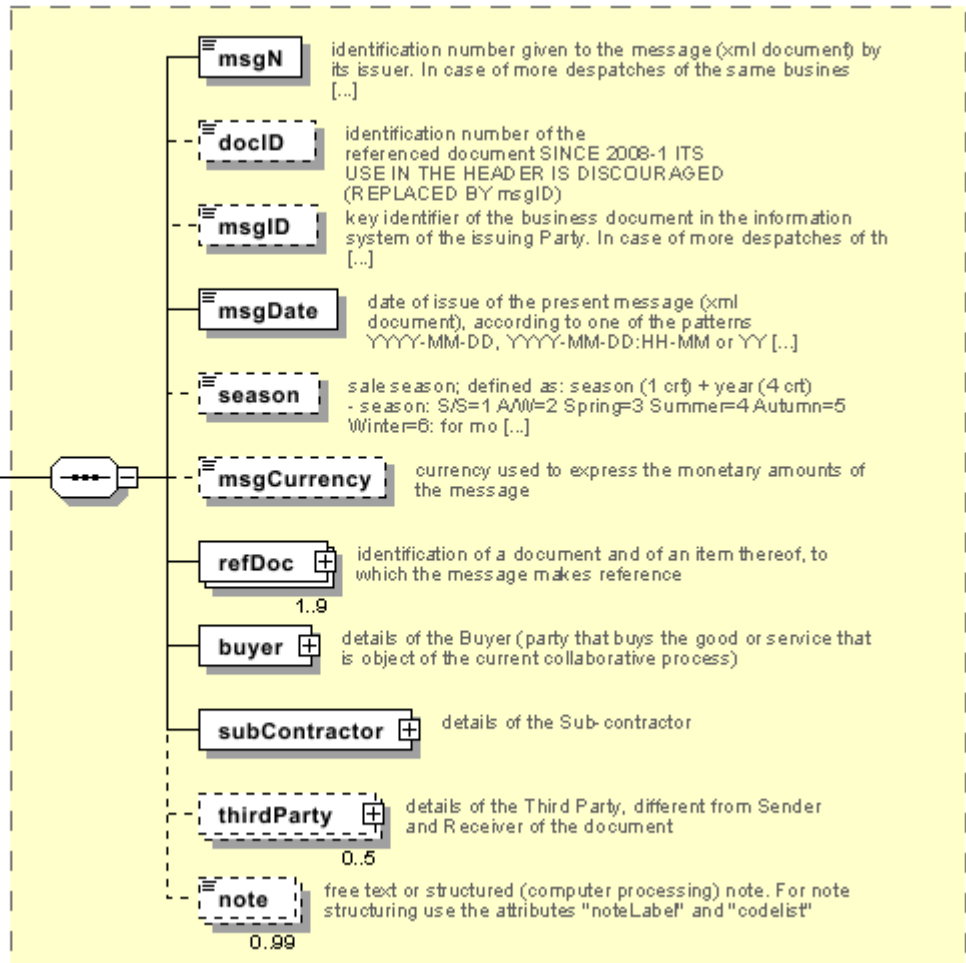 msgN
identification number given to the message (xml document) by
its issuer. In case of more despatches of the same busines
[...]
docID
identification number of the
referenced document SINCE 2008-1 ITS
USE IN THE HEADER IS DISCOURAGED
(REPLACED BY msgID)
msgID
key identifier of the business document in the information
system of the issuing Party. In case of more despatches of th
[...]
msgDate
date of issue of the present message (xml
document), according to one of the patterns
YYYY-MM-DD, YYYY-MM-DD:HH-MM or YY [...]
season
sale season; defined as: season (1 crt) + year (4 crt)
- season: S/S=1 A/W=2 Spring=3 Summer=4 Autumn=5
Winter=6: for mo [...]
msgCurrency
currency used to express the monetary amounts of
the message
refDoc
identification of a document and of an item thereof, to
which the message makes reference
1..9
buyer
details of the Buyer (party that buys the good or service that
is object of the current collaborative process)
subContractor
details of the Sub-contractor
thirdParty
details of the Third Party, different from Sender
and Receiver of the document
0..5
note
free text or structured (computer processing) note. For note
structuring use the attributes "noteLabel" and "codelist"
0..99